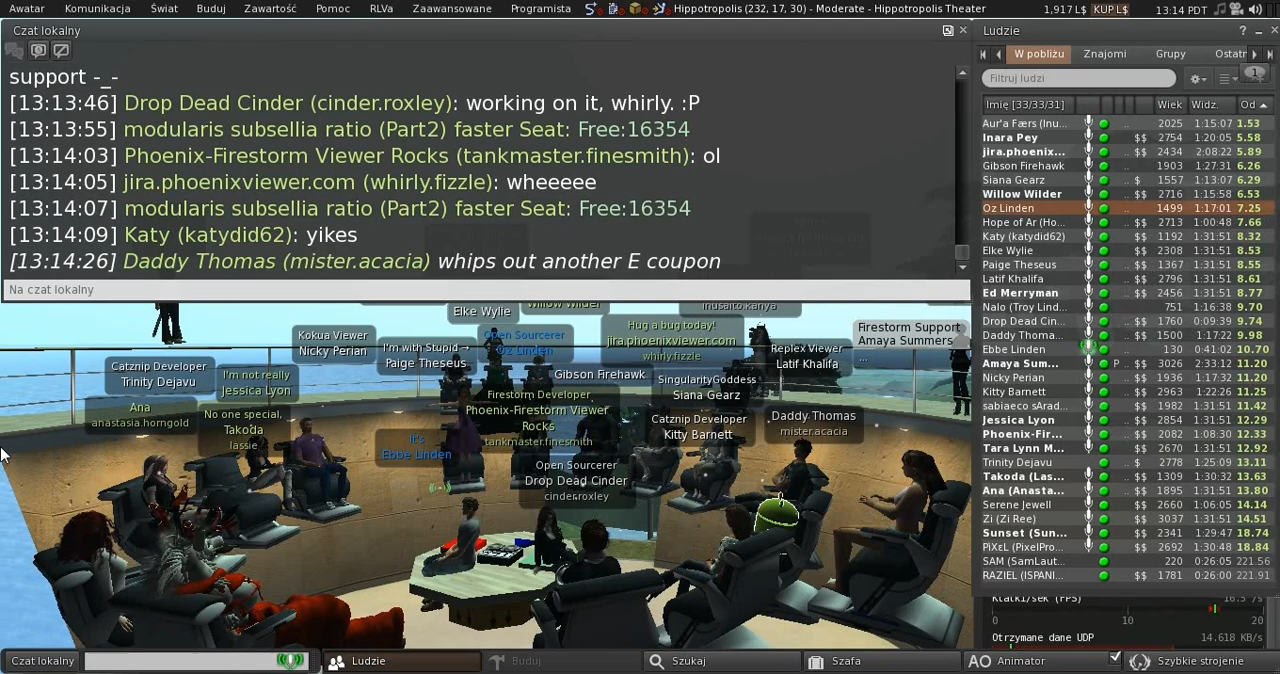 Awatar Komunikacja Świat Buduj Zawartość Pomoc RLVa Zaawansowane Programista Hippotropolis (232, 17, 30) - Moderate - Hippotropolis Theater 1,917 L$ KUP L$ 13:14 PDT
Czat lokalny
support -_-
[13:13:46] Drop Dead Cinder (cinder.roxley): working on it, whirly. :P
[13:13:55] modularis subsellia ratio (Part2) faster Seat: Free:16354
[13:14:03] Phoenix-Firestorm Viewer Rocks (tankmaster.finesmith): ol
[13:14:05] jira.phoenixviewer.com (whirly.fizzle): wheeeee
[13:14:07] modularis subsellia ratio (Part2) faster Seat: Free:16354
[13:14:09] Katy (katydid62): yikes
[13:14:26] Daddy Thomas (mister.acacia) whips out another E coupon
Na czat lokalny
Elke Wylie
Willow Wilder
inusaito.kanya
Kokua Viewer
Nicky Perian
I'm with Stupid →
Paige Theseus
Open Sourcerer
Oz Linden
Hug a bug today!
jira.phoenixviewer.com
whirly.fizzle
Firestorm Support
Amaya Summers
...
Replex Viewer
Latif Khalifa
Catznip Developer
Trinity Dejavu
I'm not really
Jessica Lyon
Gibson Firehawk
SingularityGoddess
Siana Gearz
Ana
anastasia.horngold
No one special,
Takoda
lassie
Firestorm Developer
Phoenix-Firestorm Viewer
Rocks
tankmaster.finesmith
Catznip Developer
Kitty Barnett
Daddy Thomas
mister.acacia
It's
Ebbe Linden
Open Sourcerer
Drop Dead Cinder
cinder.roxley
Ludzie
? _ ×
W pobliżu Znajomi Grupy Ostatr
Filtruj ludzi 1
Imię [33/33/31] Wiek Widz. Od
Aur'a Færs (Inu... .. 2025 1:15:07 1.53
Inara Pey $$ 2754 1:20:05 5.58
jira.phoenix... .. $$ 2434 2:08:22 5.89
Gibson Firehawk 1903 1:27:31 6.26
Siana Gearz .. $ 1557 1:13:07 6.29
Willow Wilder .. $$ 2716 1:15:58 6.53
Oz Linden .. 1499 1:17:01 7.25
Hope of Ar (Ho... .. $$ 2713 1:00:48 7.66
Katy (katydid62) $$ 1192 1:31:51 8.32
Elke Wylie .. 2308 1:31:51 8.53
Paige Theseus .. $$ 1367 1:31:51 8.55
Latif Khalifa .. $$ 2796 1:31:51 8.61
Ed Merryman .. $$ 2456 1:31:51 8.77
Nalo (Troy Lind... 751 1:16:38 9.70
Drop Dead Cin... .. $$ 1760 0:09:39 9.74
Daddy Thoma... .. $$ 1500 1:17:22 9.98
Ebbe Linden .. 130 0:41:02 10.70
Amaya Sum... .. P $$ 3026 2:33:12 11.20
Nicky Perian .. $$ 1936 1:17:32 11.20
Kitty Barnett .. $$ 2963 1:22:26 11.25
sabiaeco sArad... .. $$ 1982 1:31:51 11.42
Jessica Lyon .. $$ 2854 1:31:51 12.29
Phoenix-Fir... .. $$ 2082 1:08:30 12.33
Tara Lynn M... .. $$ 2670 1:31:51 12.92
Trinity Dejavu .. $ 2778 1:25:09 13.11
Takoda (Las... .. $$ 1309 1:30:32 13.63
Ana (Anasta... .. $$ 1895 1:31:51 13.80
Serene Jewell $$ 2660 1:06:05 14.14
Zi (Zi Ree) .. $$ 3037 1:31:51 14.51
Sunset (Sun... .. $$ 2341 1:29:47 18.74
PiXεL (PixelPro... .. $$ 2692 1:30:48 18.84
SAM (SamLaut... 220 0:26:05 221.56
RAZIEL (ISPANI... $$ 1781 0:26:00 221.91
Klatki/sek (FPS) 16.5 /s
0 10 20
Otrzymane dane UDP 14.618 KB/s
Czat lokalny Ludzie Buduj Szukaj Szafa AO Animator Szybkie strojenie